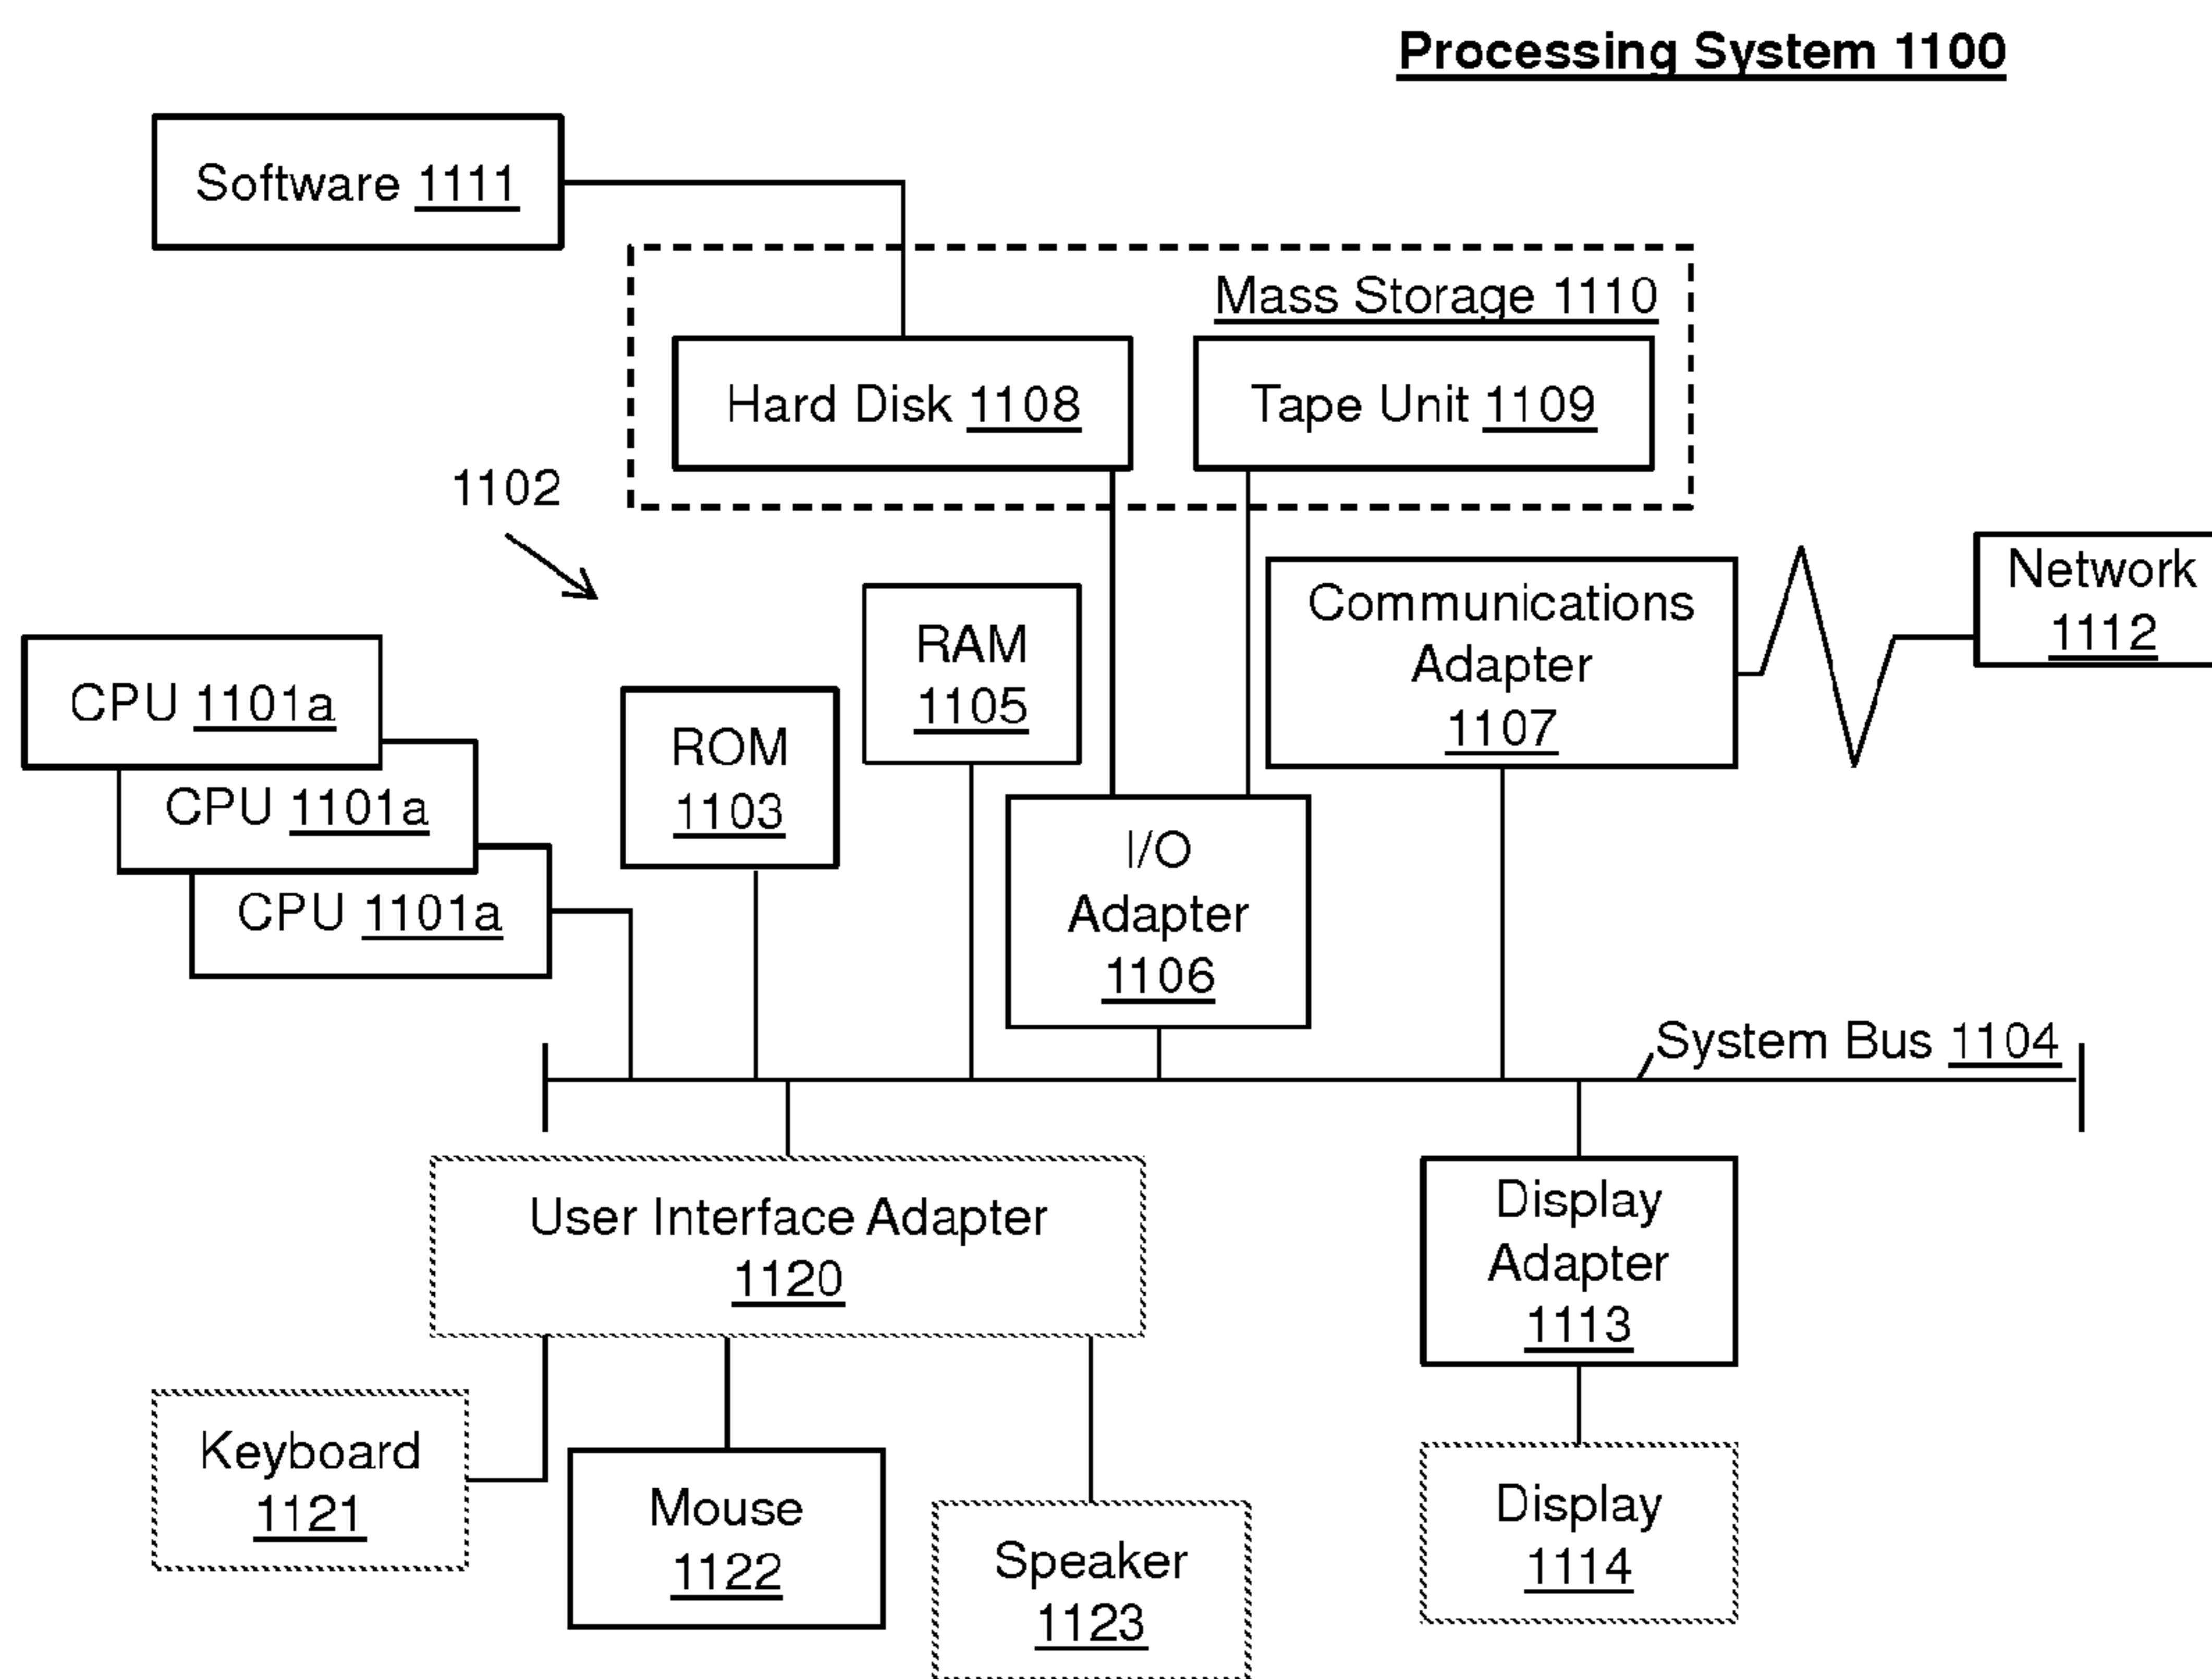 Processing System 1100
Software 1111
Mass Storage 1110
Hard Disk 1108
Tape Unit 1109
1102
Network
1112
Communications
Adapter
1107
RAM
1105
CPU 1101a
ROM
1103
CPU 1101a
I/O
Adapter
1106
CPU 1101a
System Bus 1104
User Interface Adapter
1120
Display
Adapter
1113
Keyboard
1121
Mouse
1122
Speaker
1123
Display
1114